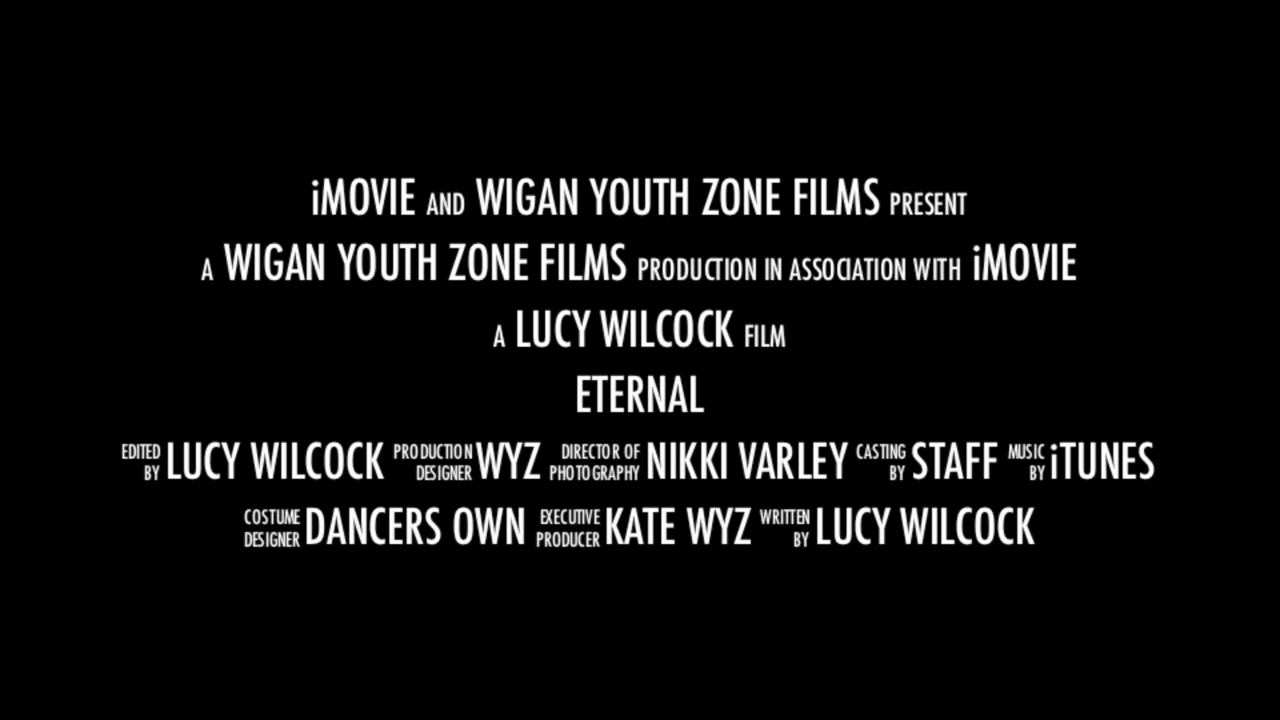 iMOVIE AND WIGAN YOUTH ZONE FILMS PRESENT
A WIGAN YOUTH ZONE FILMS PRODUCTION IN ASSOCIATION WITH iMOVIE
A LUCY WILCOCK FILM
ETERNAL
EDITED BY LUCY WILCOCK PRODUCTION DESIGNER WYZ DIRECTOR OF PHOTOGRAPHY NIKKI VARLEY CASTING BY STAFF MUSIC BY iTUNES
COSTUME DESIGNER DANCERS OWN EXECUTIVE PRODUCER KATE WYZ WRITTEN BY LUCY WILCOCK